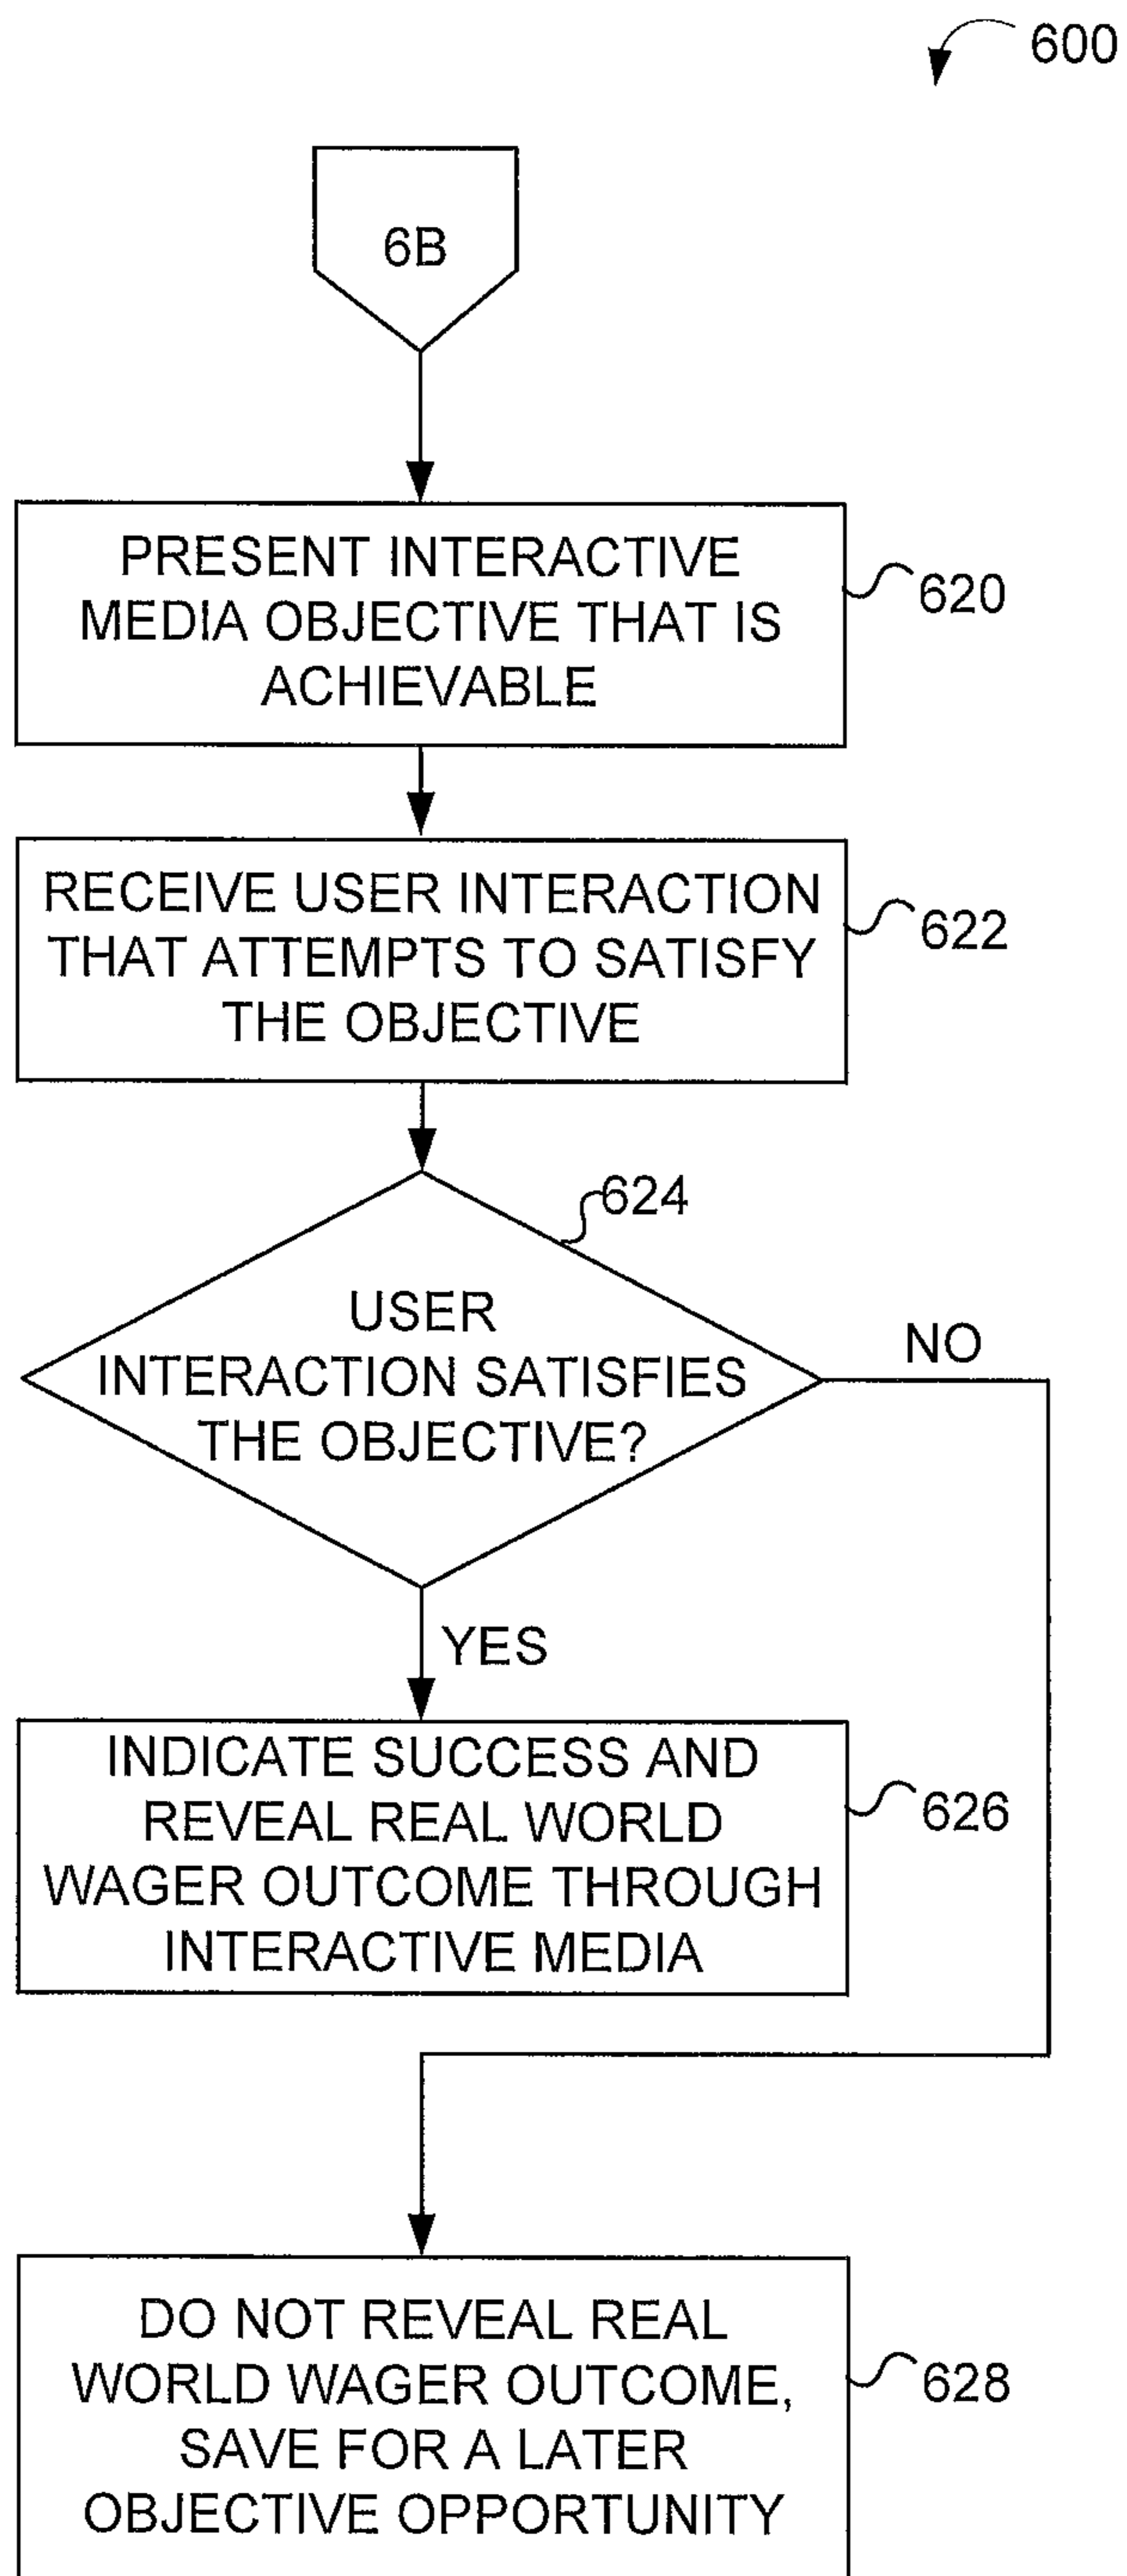 600
6B
PRESENT INTERACTIVE
MEDIA OBJECTIVE THAT IS
ACHIEVABLE
620
RECEIVE USER INTERACTION
THAT ATTEMPTS TO SATISFY
THE OBJECTIVE
622
624
USER
INTERACTION SATISFIES
THE OBJECTIVE?
NO
YES
INDICATE SUCCESS AND
REVEAL REAL WORLD
WAGER OUTCOME THROUGH
INTERACTIVE MEDIA
626
DO NOT REVEAL REAL
WORLD WAGER OUTCOME,
SAVE FOR A LATER
OBJECTIVE OPPORTUNITY
628